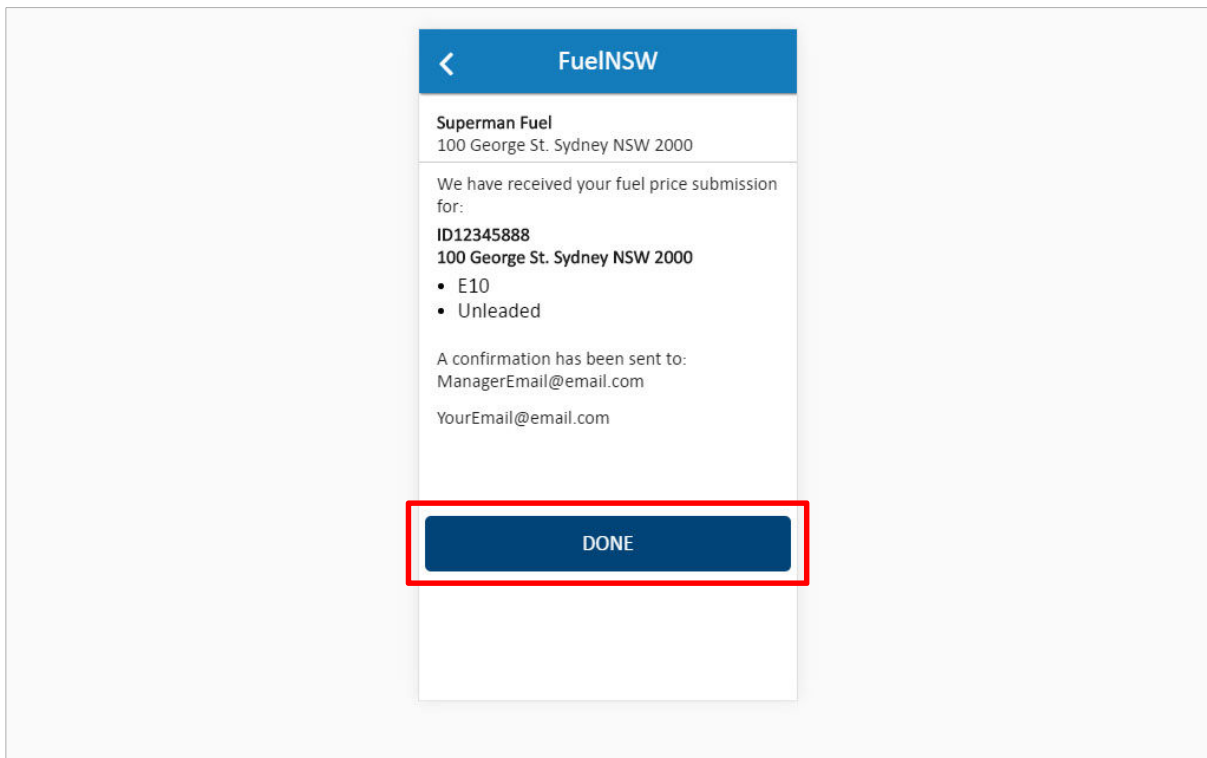 FuelNSW
Superman Fuel
100 George St. Sydney NSW 2000
We have received your fuel price submission
for:
ID12345888
100 George St. Sydney NSW 2000
• E10
• Unleaded
A confirmation has been sent to:
ManagerEmail@email.com
YourEmail@email.com
DONE